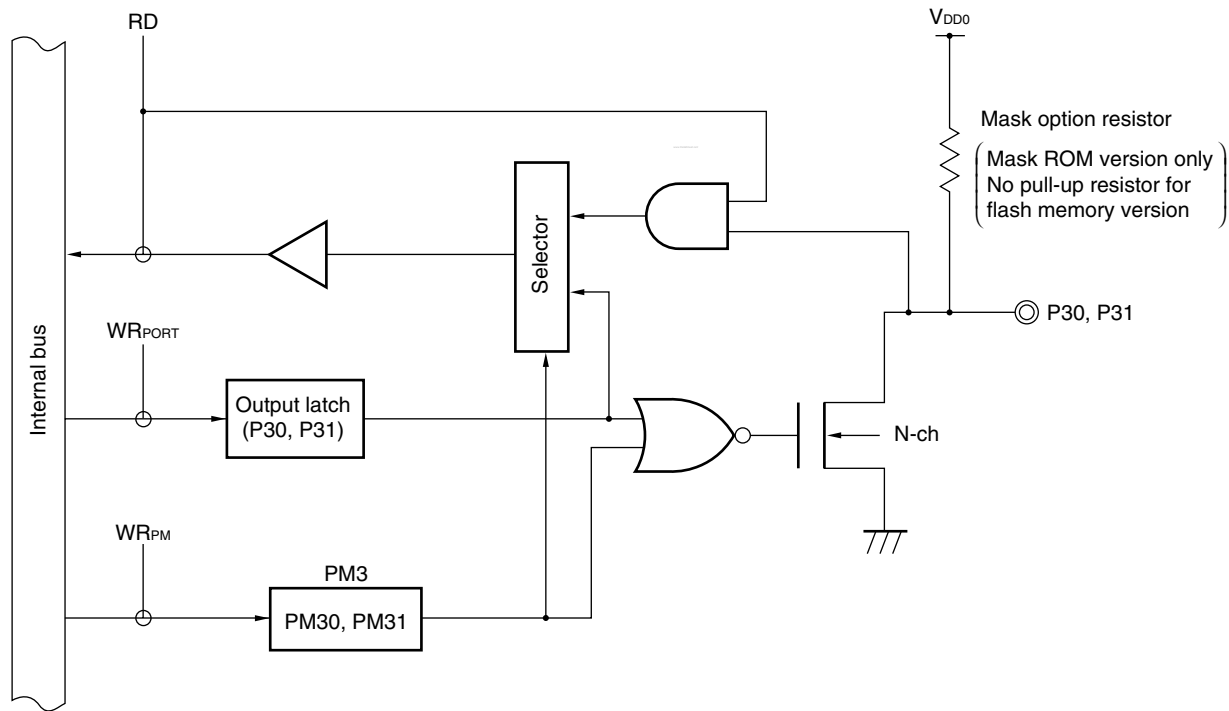 RD
VDD0
Mask option resistor
Mask ROM version only
No pull-up resistor for
flash memory version
Selector
P30, P31
WRPORT
Internal bus
Output latch
(P30, P31)
N-ch
WRPM
PM3
PM30, PM31